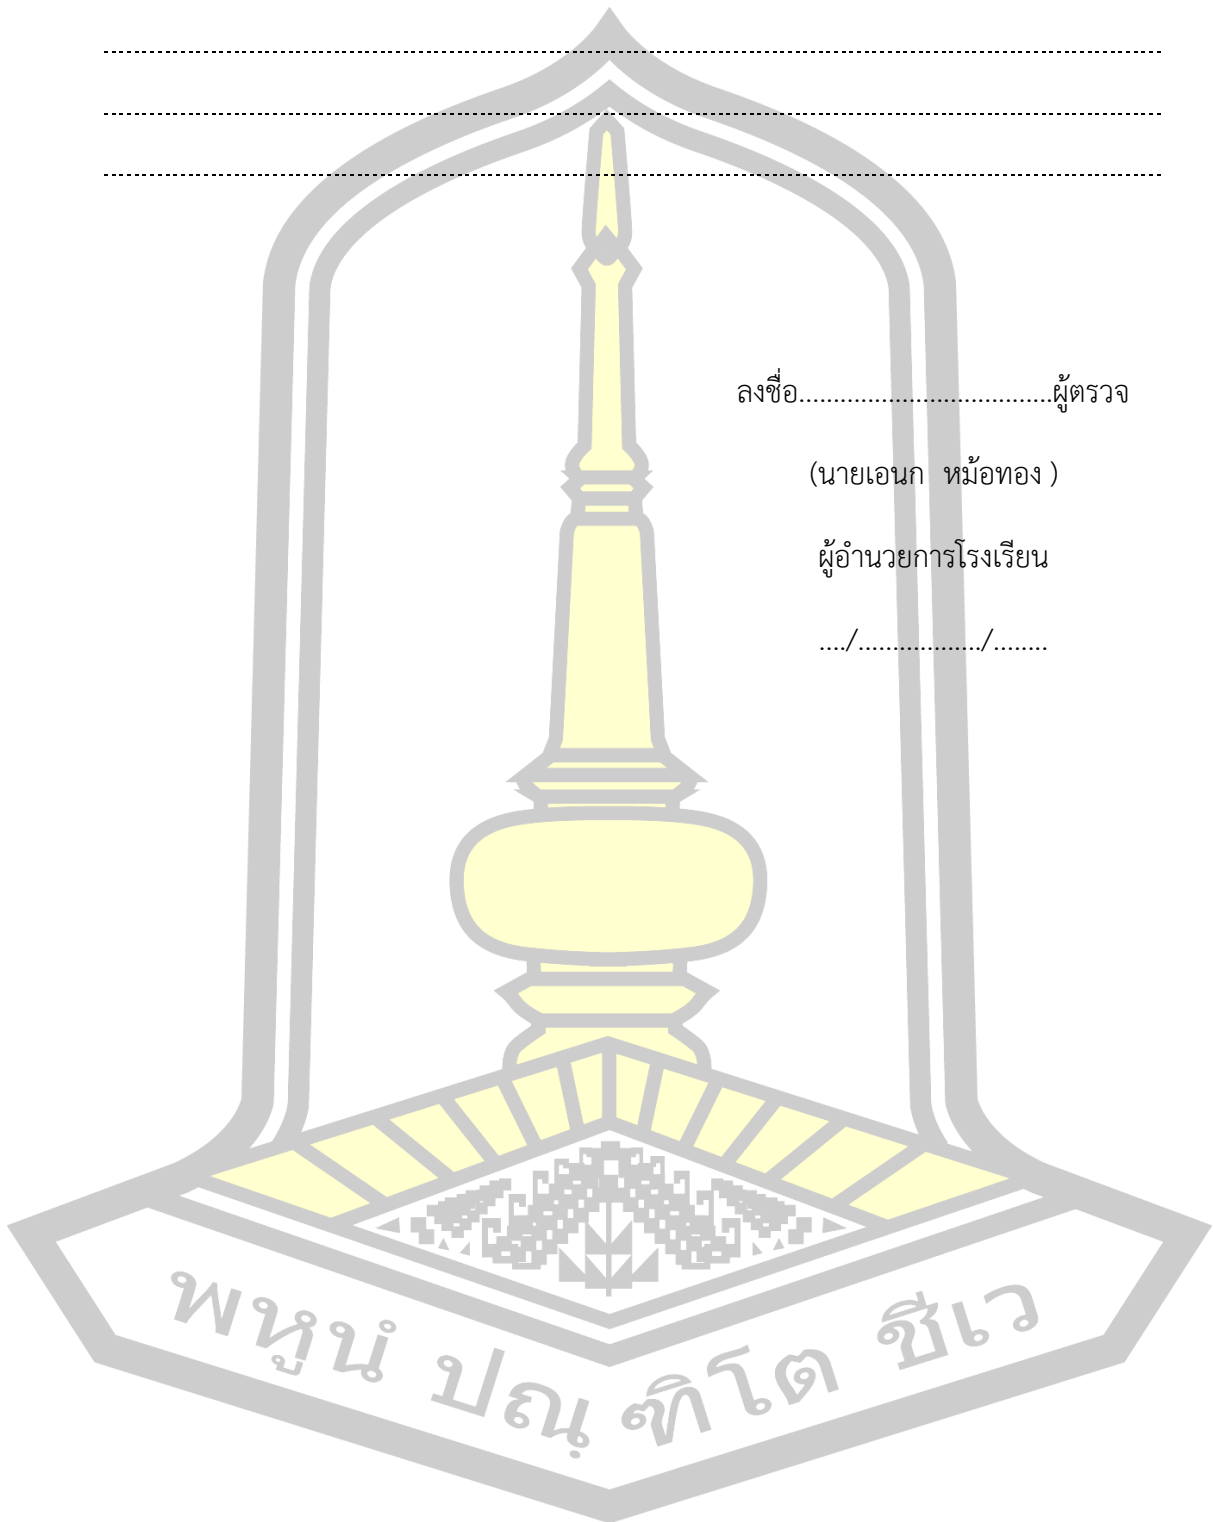 ลงชื่อ.....................................ผู้ตรวจ
(นายเอนก หม้อทอง )
ผู้อำนวยการโรงเรียน
..../................../........
พหูนํ ปณฺฑิโต ชีเว